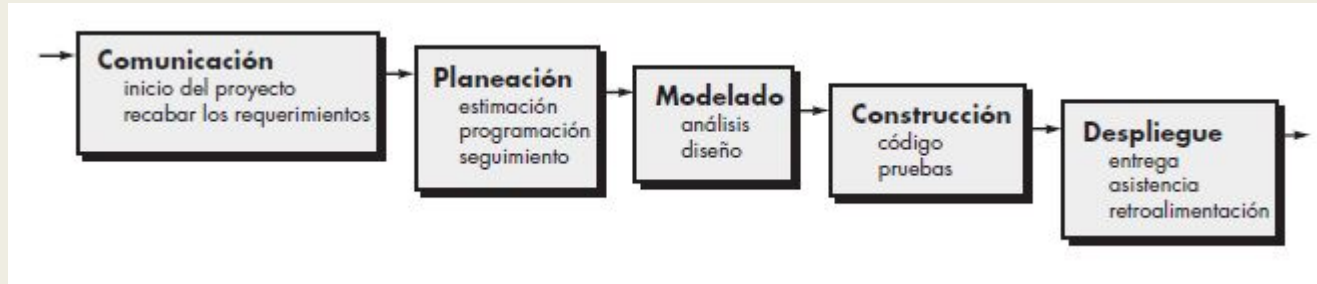 Comunicación
inicio del proyecto
recabar los requerimientos
Planeación
estimación
programación
seguimiento
Modelado
análisis
diseño
Construcción
código
pruebas
Despliegue
entrega
asistencia
retroalimentación